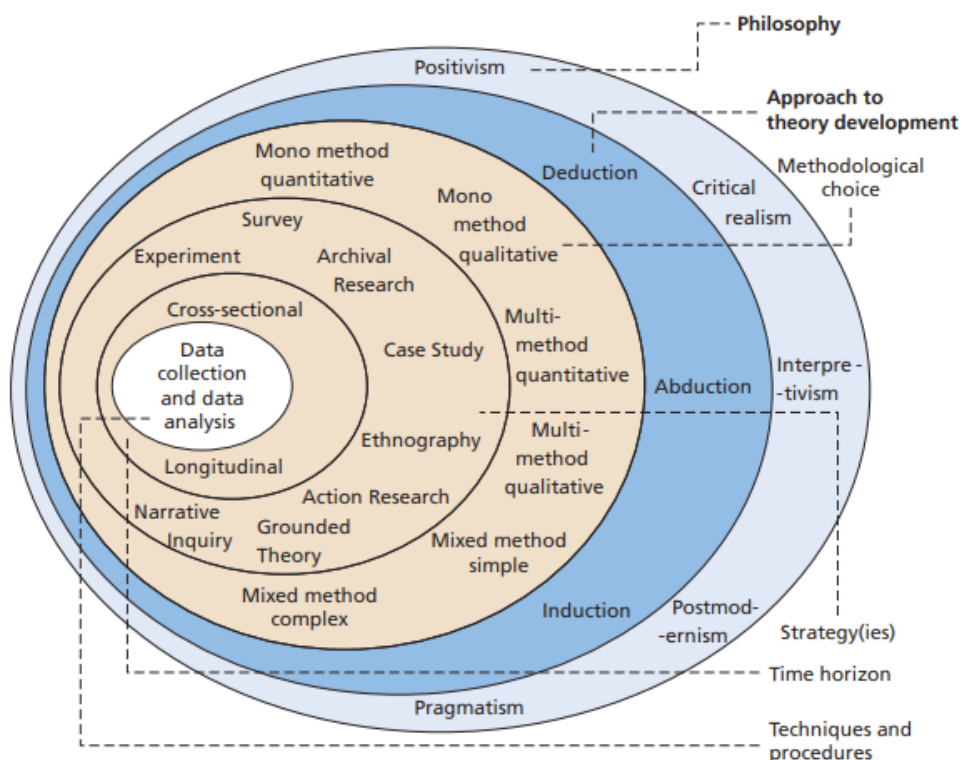 Philosophy
Positivism
Approach to
theory development
Mono method
quantitative
Deduction
Methodological
choice
Critical
realism
Mono
method
qualitative
Survey
Experiment
Archival
Research
Cross-sectional
Multi-
method
quantitative
Data
collection
and data
analysis
Case Study
Interpre-
-tivism
Abduction
Ethnography
Multi-
method
qualitative
Longitudinal
Action Research
Narrative
Inquiry
Grounded
Theory
Mixed method
simple
Mixed method
complex
Induction
Postmod-
-ernism
Strategy(ies)
Time horizon
Pragmatism
Techniques and
procedures